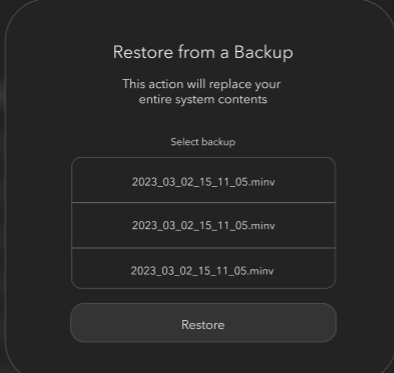 Restore from a Backup
This action will replace your
entire system contents
Select backup
2023_03_02_15_11_05.minv
2023_03_02_15_11_05.minv
2023_03_02_15_11_05.minv
Restore